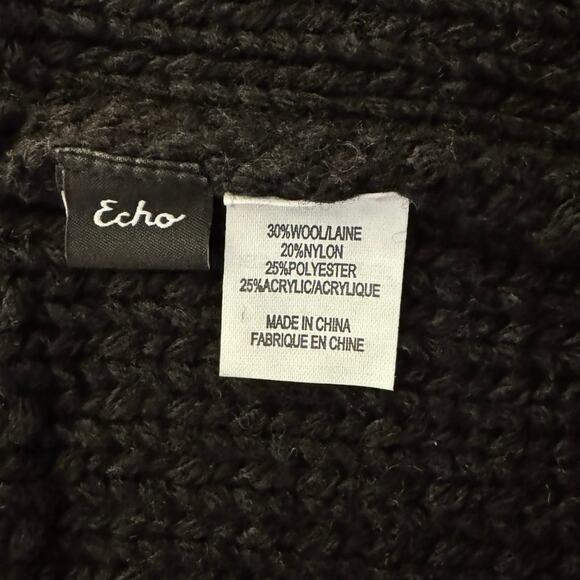 Echo
30%WOOL/LAINE
20%NYLON
25%POLYESTER
25%ACRYLIC/ACRYLIQUE
MADE IN CHINA
FABRIQUE EN CHINE